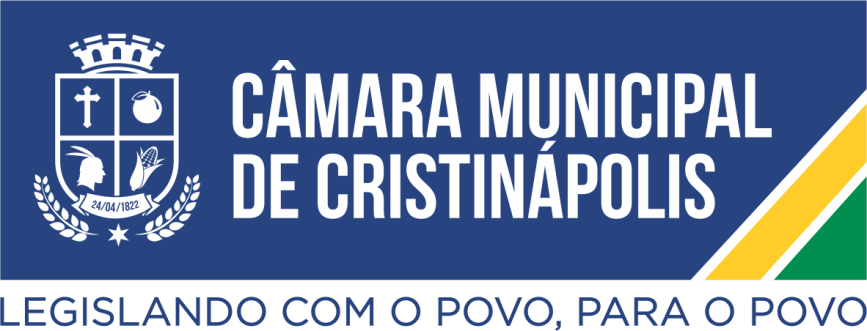 CÂMARA MUNICIPAL
DE CRISTINÁPOLIS
24/04/1822
LEGISLANDO COM O POVO, PARA O POVO